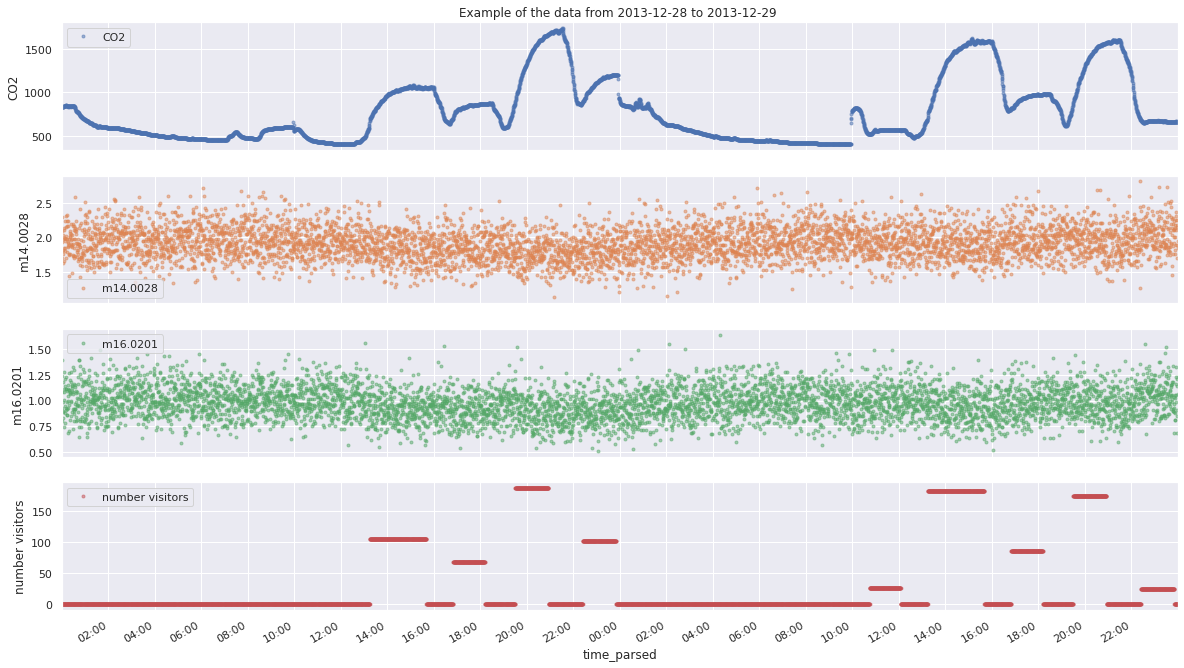 Example of the data from 2013-12-28 to 2013-12-29
CO2
1500
1000
500
CO2
m14.0028
2.5
2.0
1.5
m14.0028
m16.0201
1.50
1.25
1.00
0.75
0.50
m16.0201
number visitors
150
100
50
0
number visitors
02:00 04:00 06:00 08:00 10:00 12:00 14:00 16:00 18:00 20:00 22:00 00:00 02:00 04:00 06:00 08:00 10:00 12:00 14:00 16:00 18:00 20:00 22:00
time_parsed